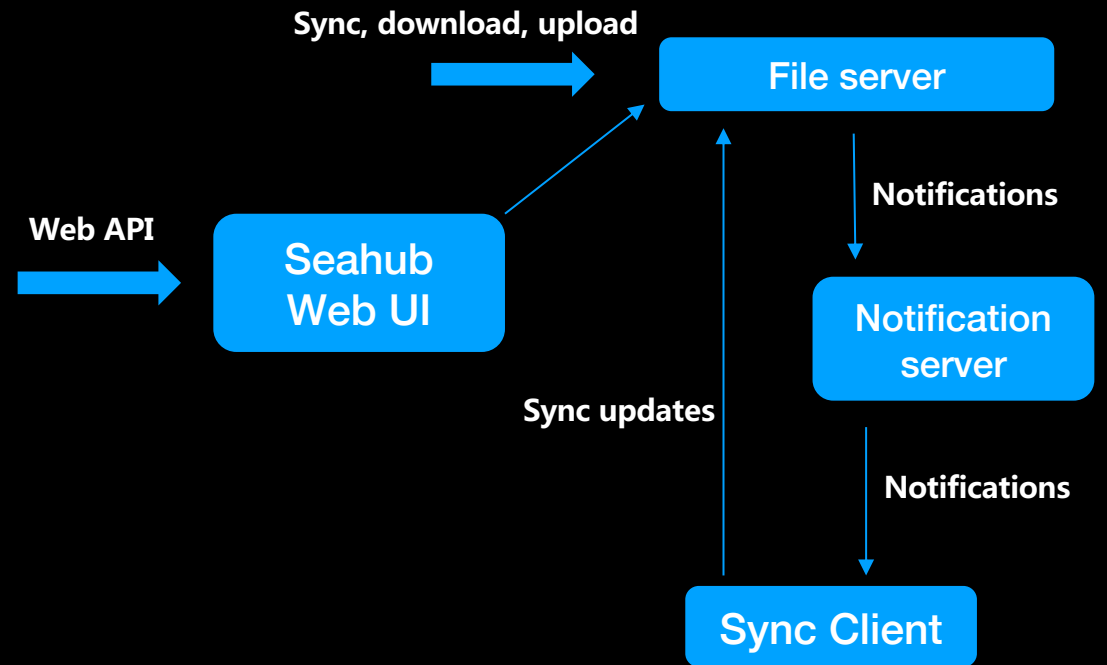 Sync, download, upload
File server
Notifications
Web API
Seahub
Web UI
Notification
server
Sync updates
Notifications
Sync Client